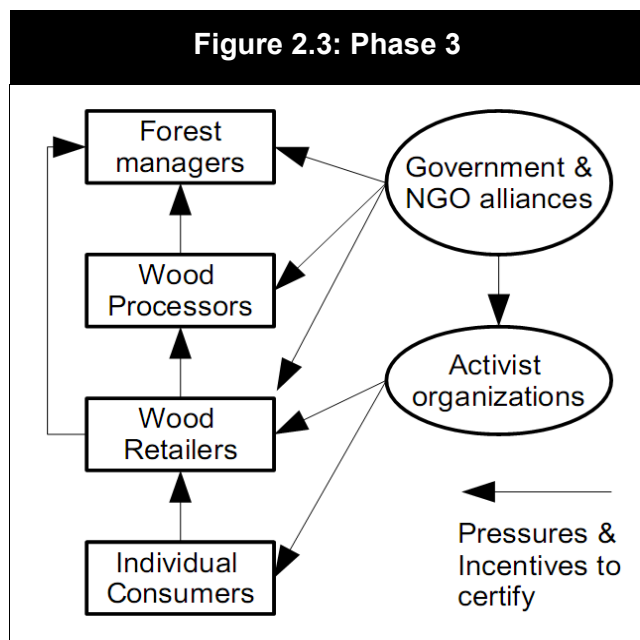 Figure 2.3: Phase 3
Forest
managers
Government &
NGO alliances
Wood
Processors
Activist
organizations
Wood
Retailers
Individual
Consumers
Pressures &
Incentives to
certify